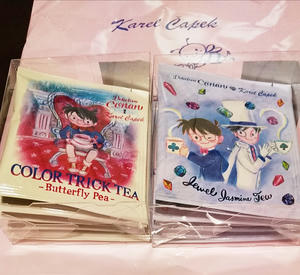 Karel Capek
Detective
CONAN
Karel Capek
COLOR TRICK TEA
- Butterfly Pea -
Detective
CONAN
Karel Capek
Jewel Jasmine Tea